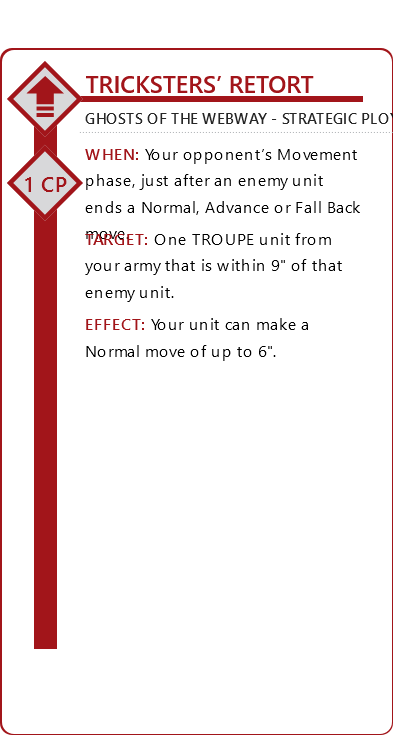 TRICKSTERS’ RETORT
GHOSTS OF THE WEBWAY - STRATEGIC PLOY
1 CP
WHEN: Your opponent’s Movement
phase, just after an enemy unit
ends a Normal, Advance or Fall Back
move.
TARGET: One TROUPE unit from
your army that is within 9" of that
enemy unit.
EFFECT: Your unit can make a
Normal move of up to 6".